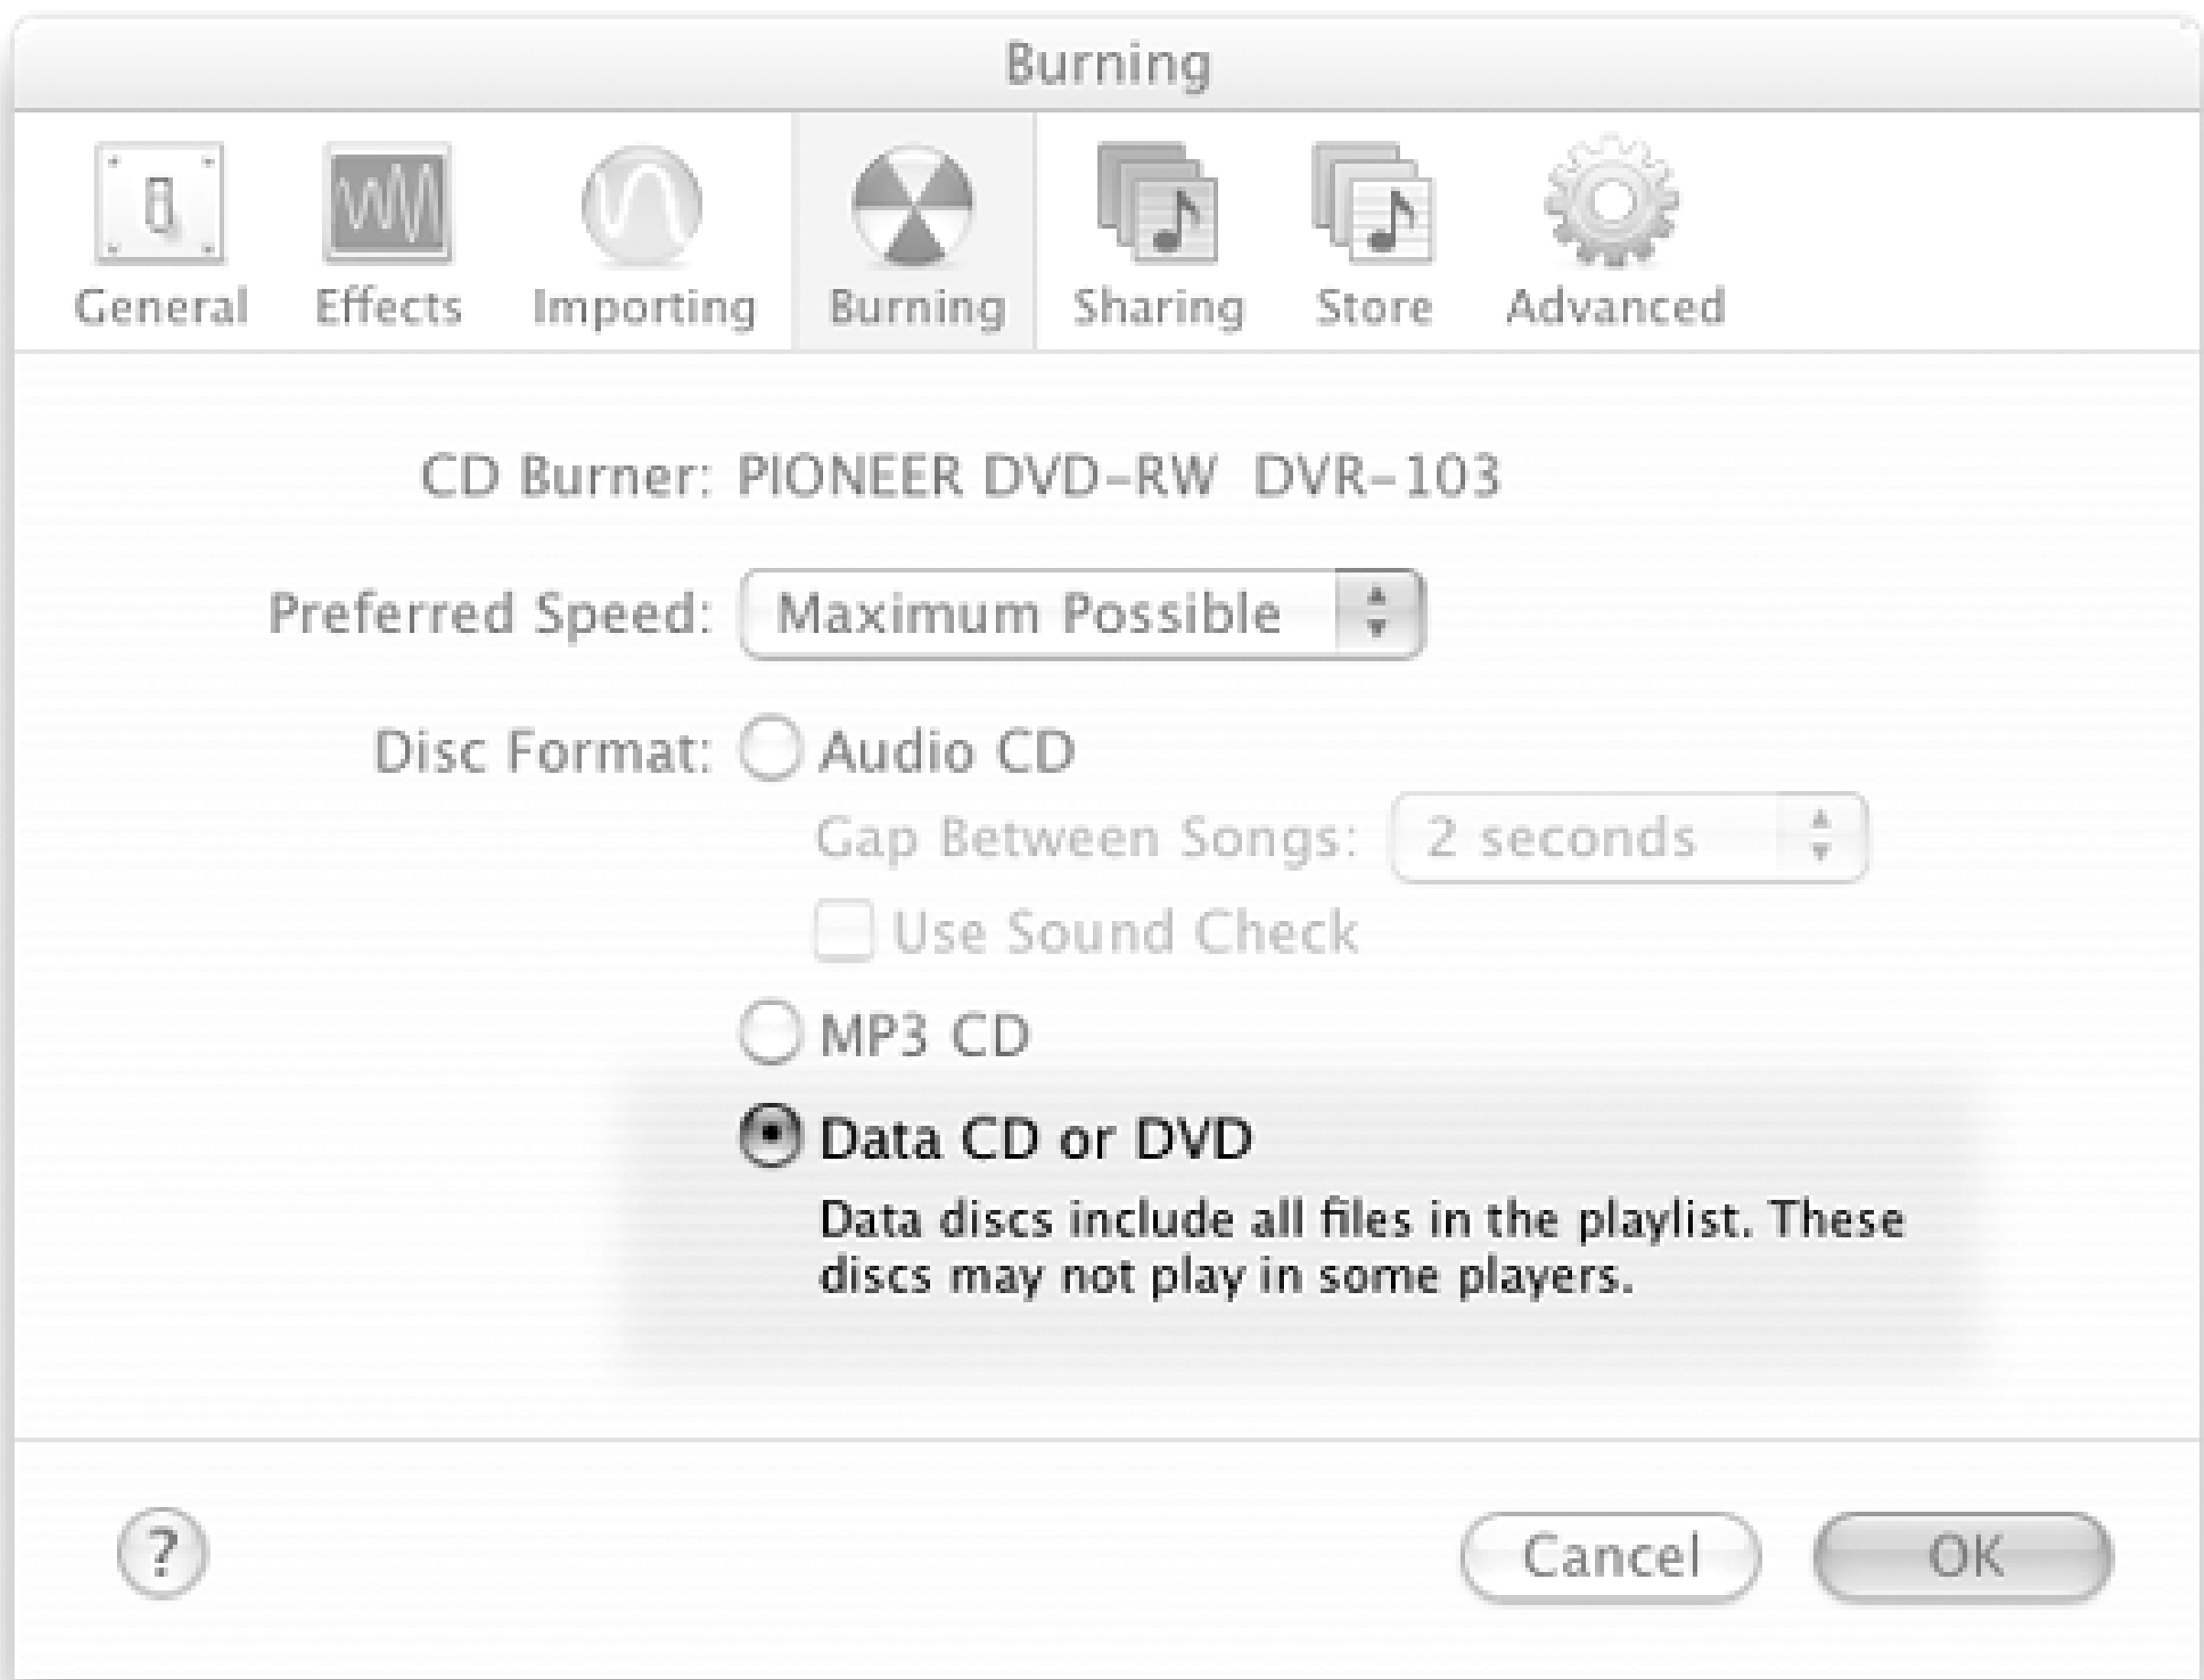 Burning
General Effects Importing Burning Sharing Store Advanced
CD Burner: PIONEER DVD-RW DVR-103
Preferred Speed: Maximum Possible
Disc Format: Audio CD
Gap Between Songs: 2 seconds
Use Sound Check
MP3 CD
Data CD or DVD
Data discs include all files in the playlist. These
discs may not play in some players.
? Cancel OK